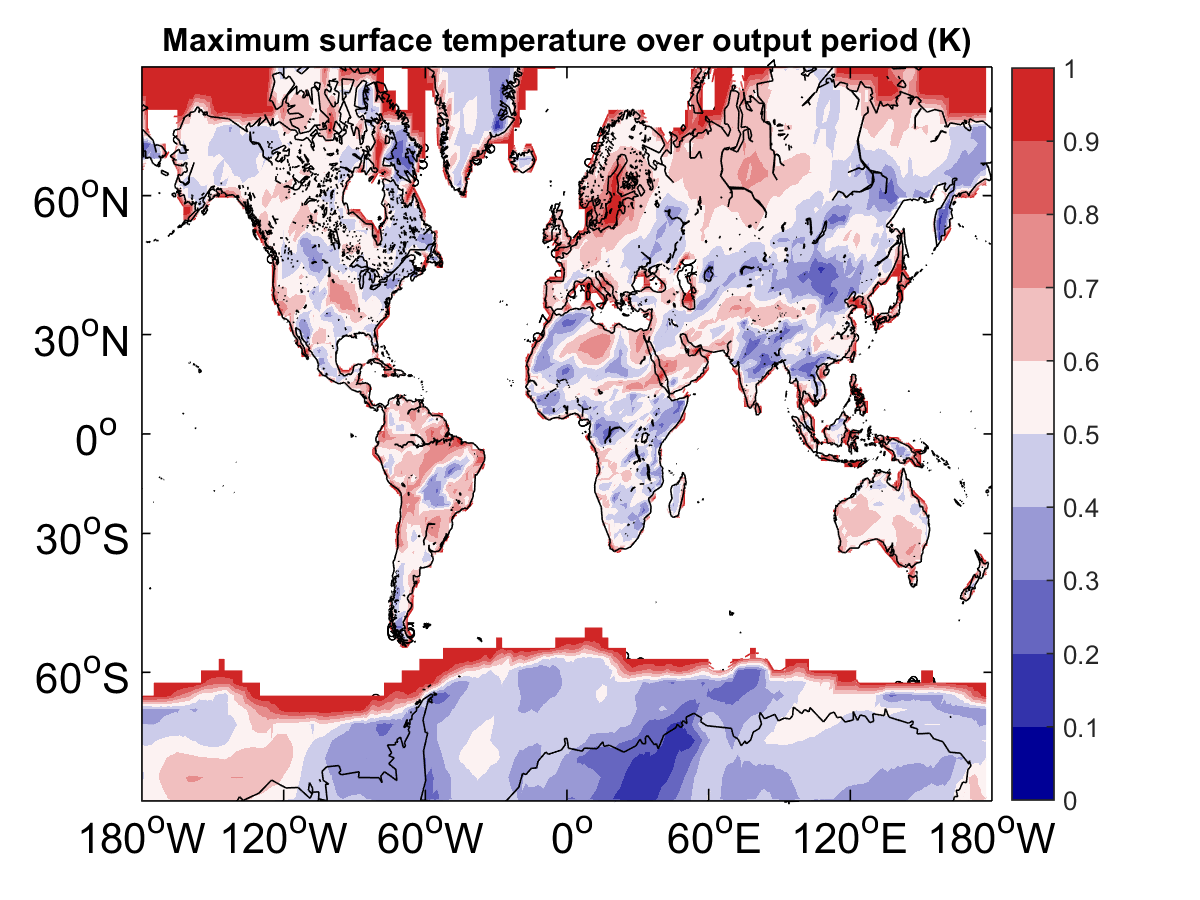 Maximum surface temperature over output period (K)
60°N
30°N
0°
30°S
60°S
180°W 120°W 60°W 0° 60°E 120°E 180°W
1
0.9
0.8
0.7
0.6
0.5
0.4
0.3
0.2
0.1
0